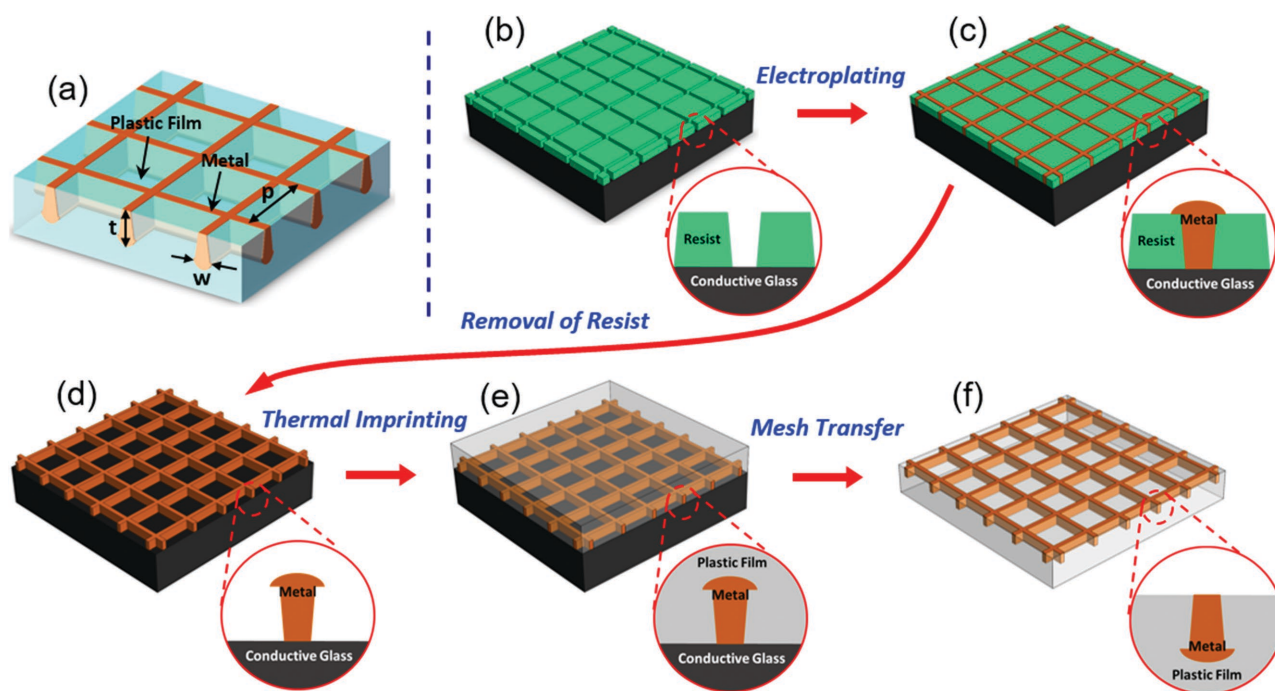 (a)
Plastic Film
Metal
p
t
w
(b)
Resist
Conductive Glass
Electroplating
(c)
Metal
Resist
Conductive Glass
Removal of Resist
(d)
Metal
Conductive Glass
Thermal Imprinting
(e)
Plastic Film
Metal
Conductive Glass
Mesh Transfer
(f)
Metal
Plastic Film